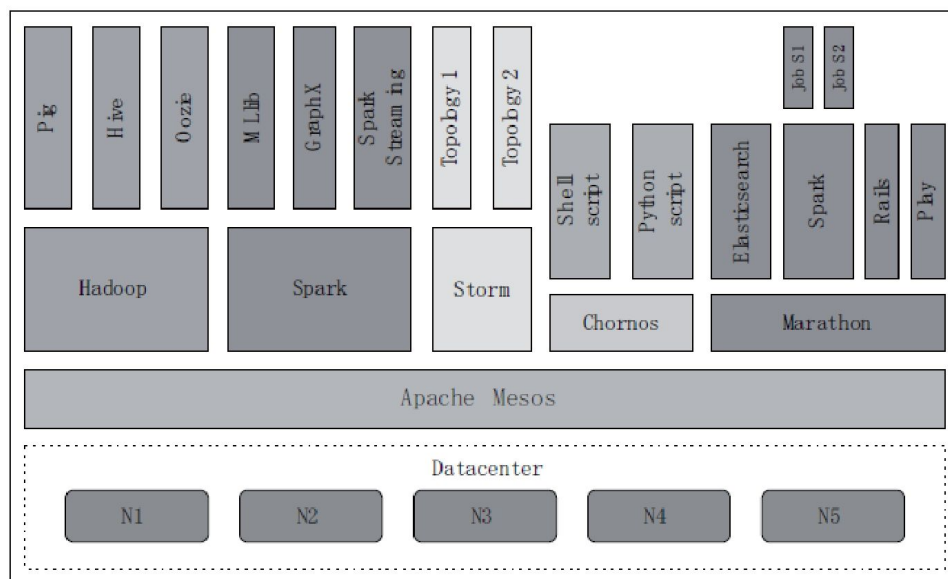 Pig
Hive
Oozie
MLlib
GraphX
Spark
Streaming
Topology 1
Topology 2
Job S1
Job S2
Shell
script
Python
script
Elasticsearch
Spark
Rails
Play
Hadoop
Spark
Storm
Chornos
Marathon
Apache Mesos
Datacenter
N1
N2
N3
N4
N5